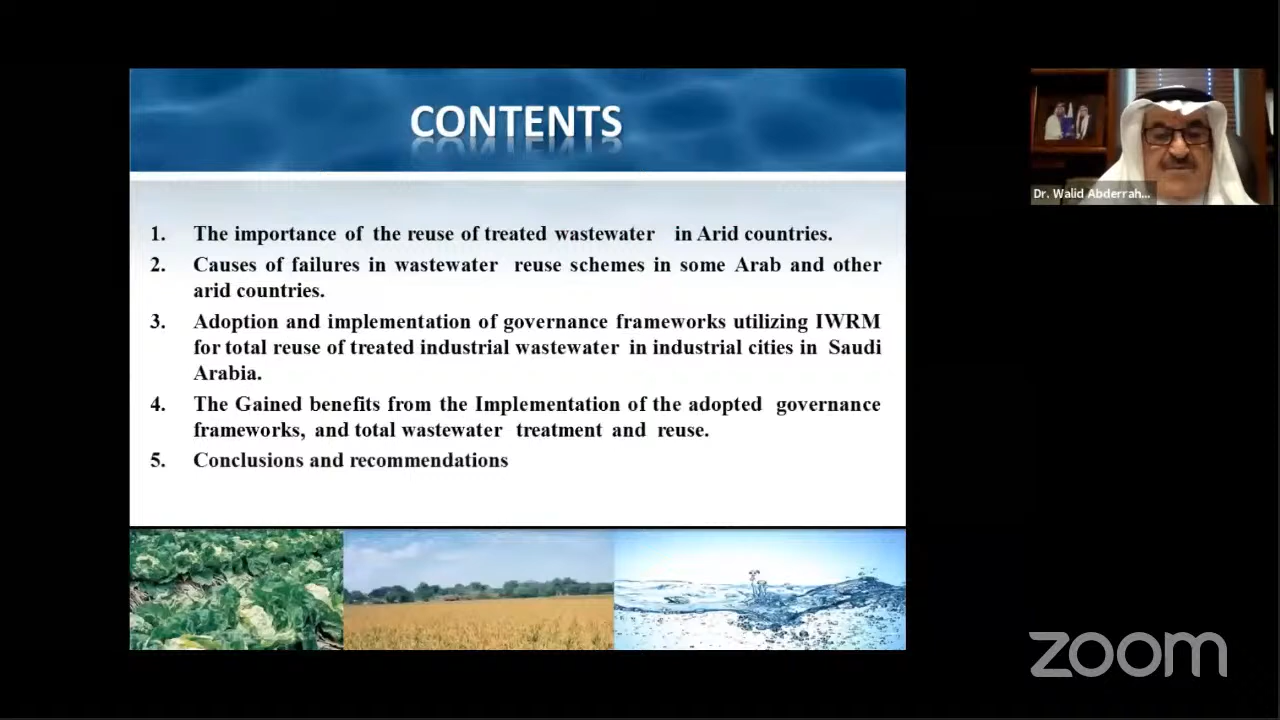 CONTENTS
1. The importance of the reuse of treated wastewater in Arid countries.
2. Causes of failures in wastewater reuse schemes in some Arab and other
arid countries.
3. Adoption and implementation of governance frameworks utilizing IWRM
for total reuse of treated industrial wastewater in industrial cities in Saudi
Arabia.
4. The Gained benefits from the Implementation of the adopted governance
frameworks, and total wastewater treatment and reuse.
5. Conclusions and recommendations
Dr. Walid Abderrah...
zoom